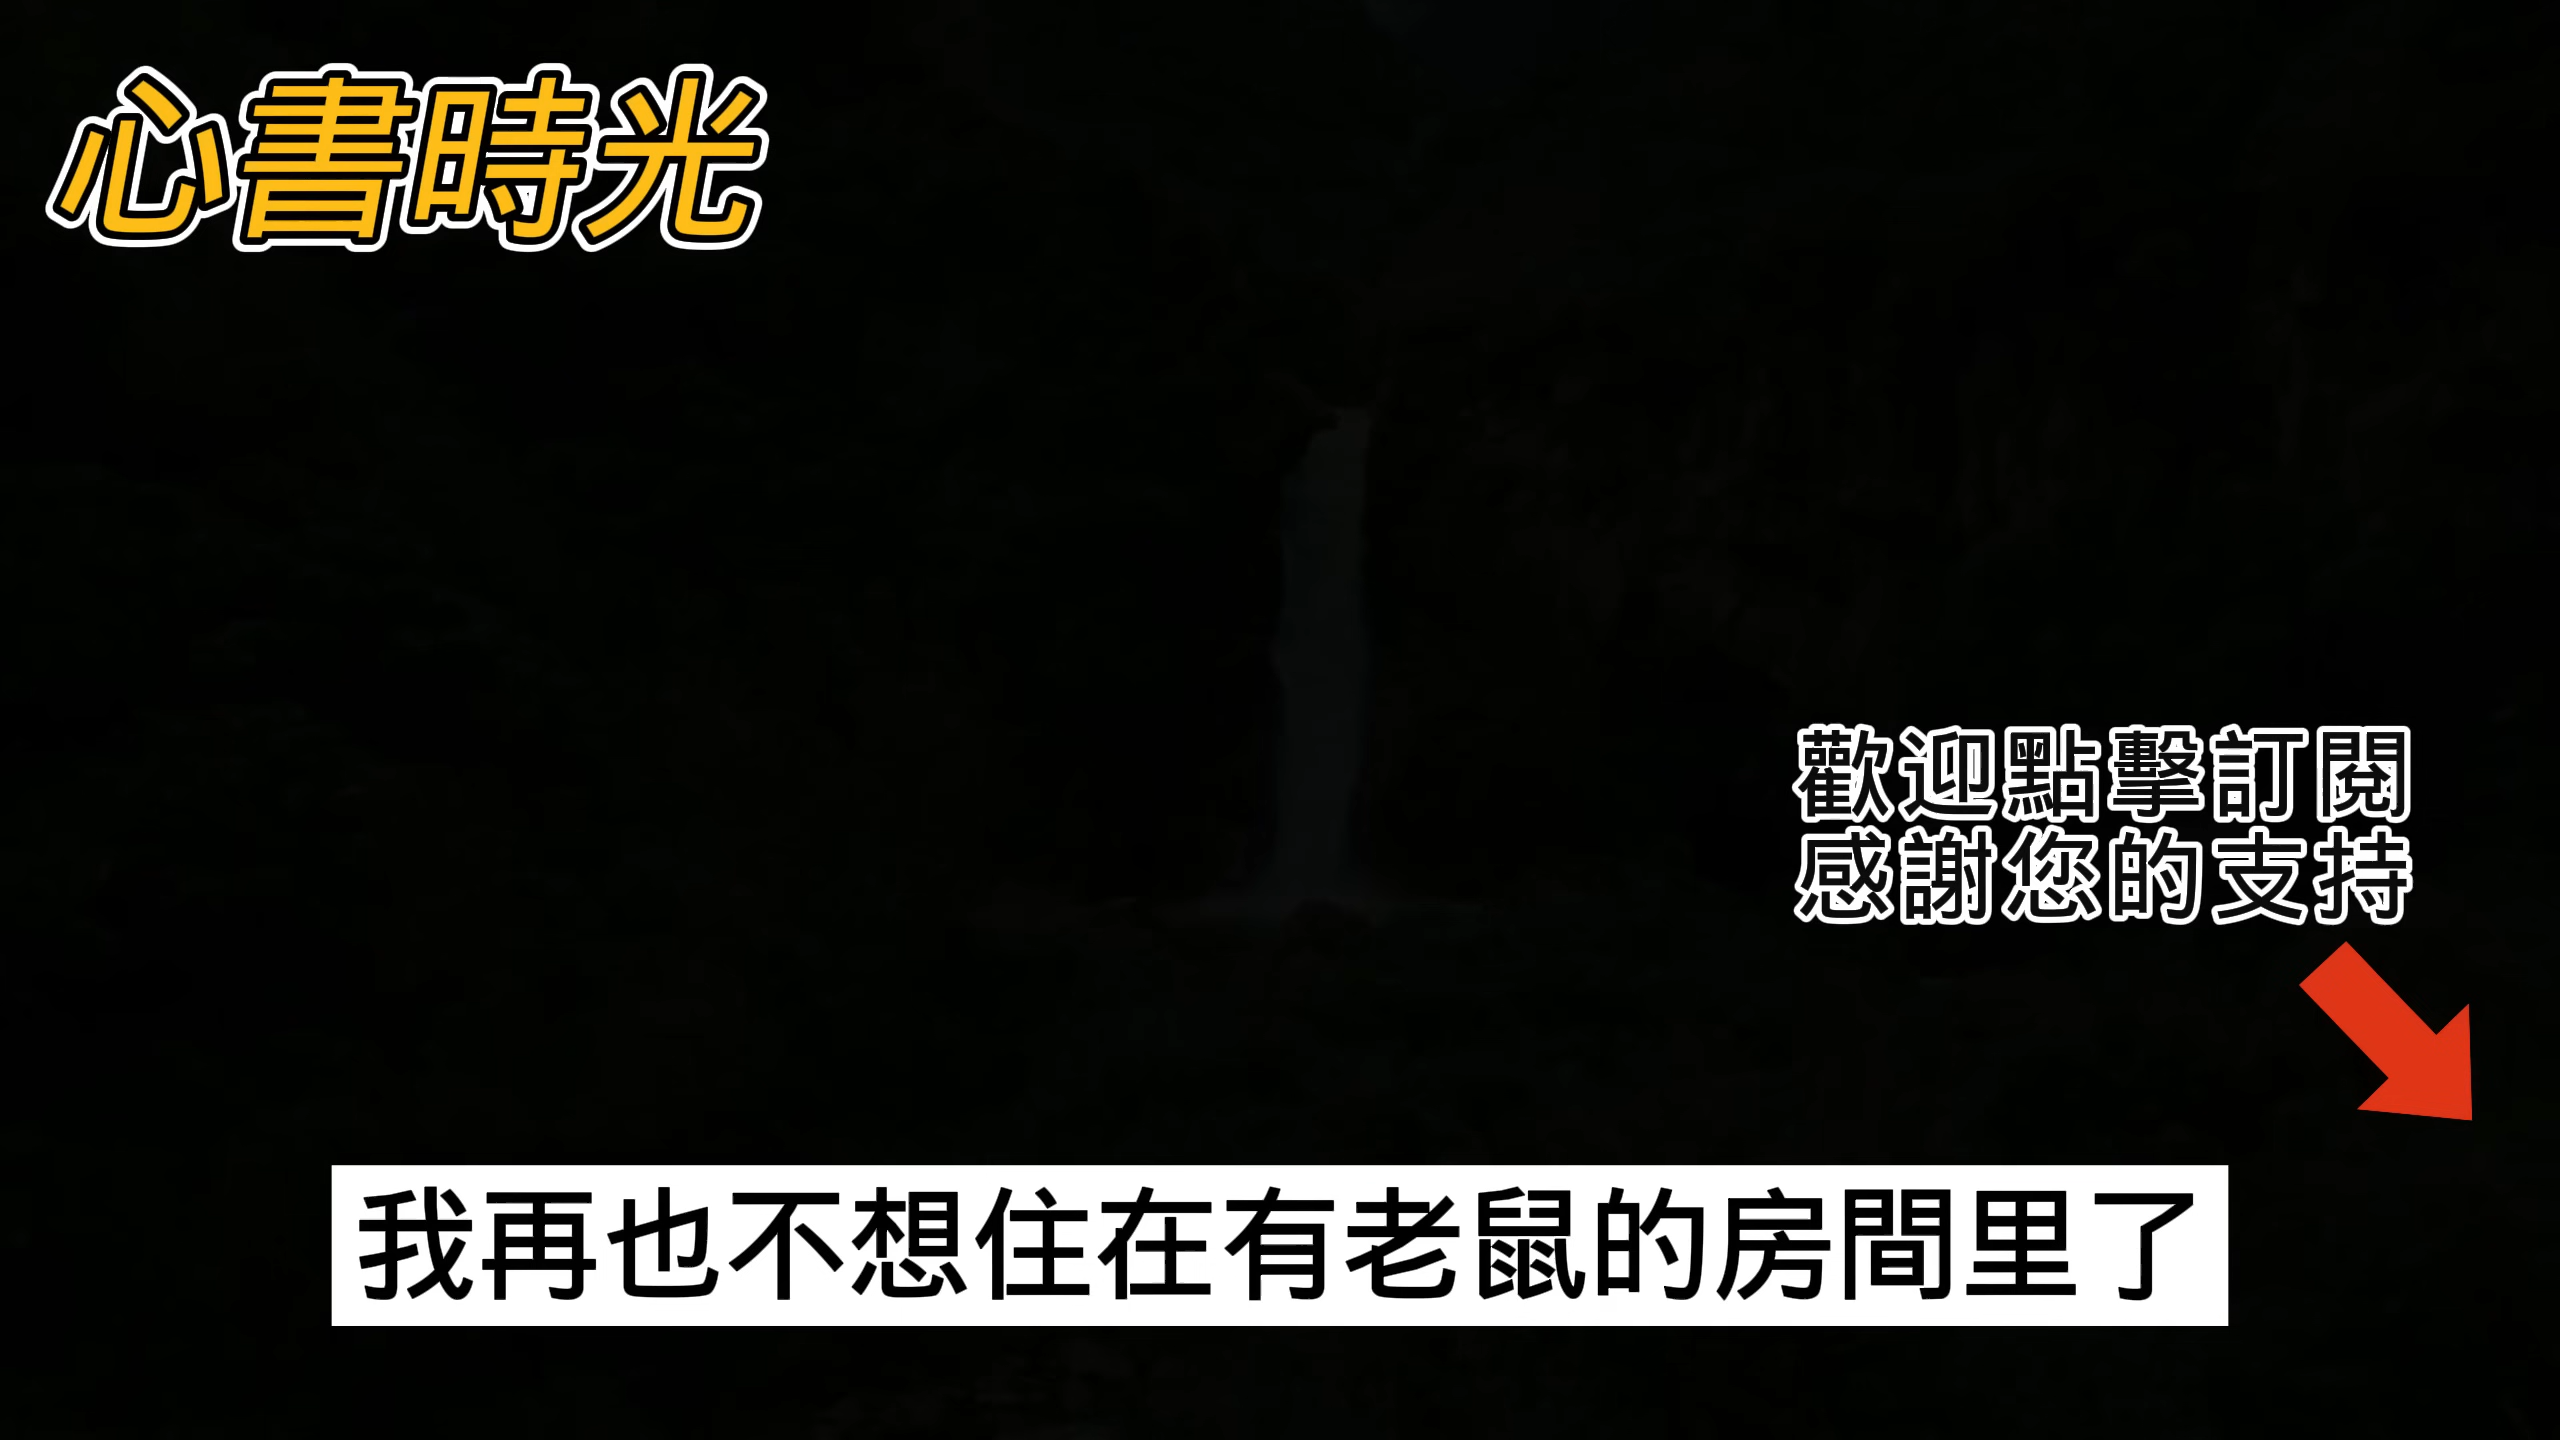 心書時光
歡迎點擊訂閱
感謝您的支持
我再也不想住在有老鼠的房間里了